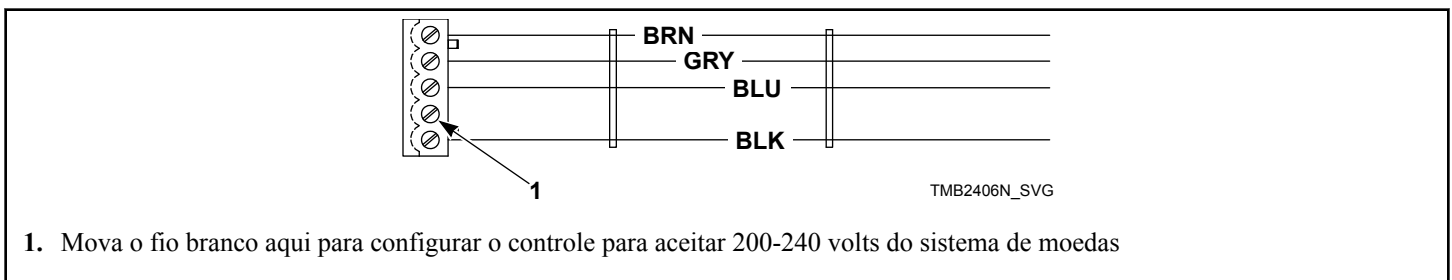 BRN
GRY
BLU
BLK
1
TMB2406N_SVG
1. Mova o fio branco aqui para configurar o controle para aceitar 200-240 volts do sistema de moedas